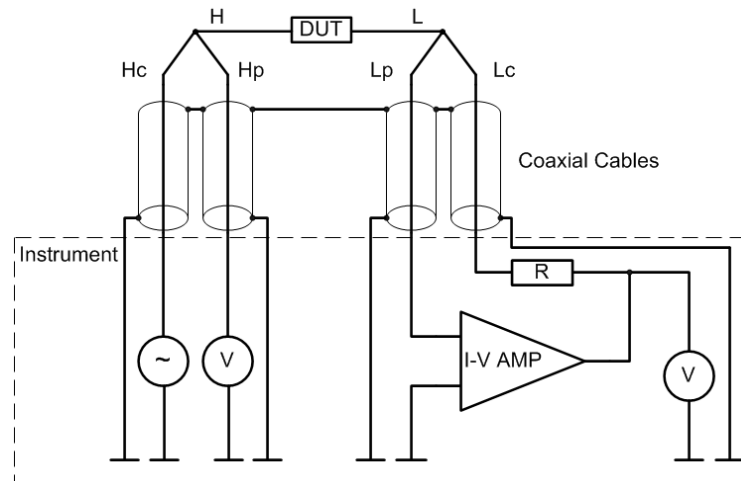 H
DUT
L
Hc
Hp
Lp
Lc
Coaxial Cables
Instrument
R
~
V
I-V AMP
V